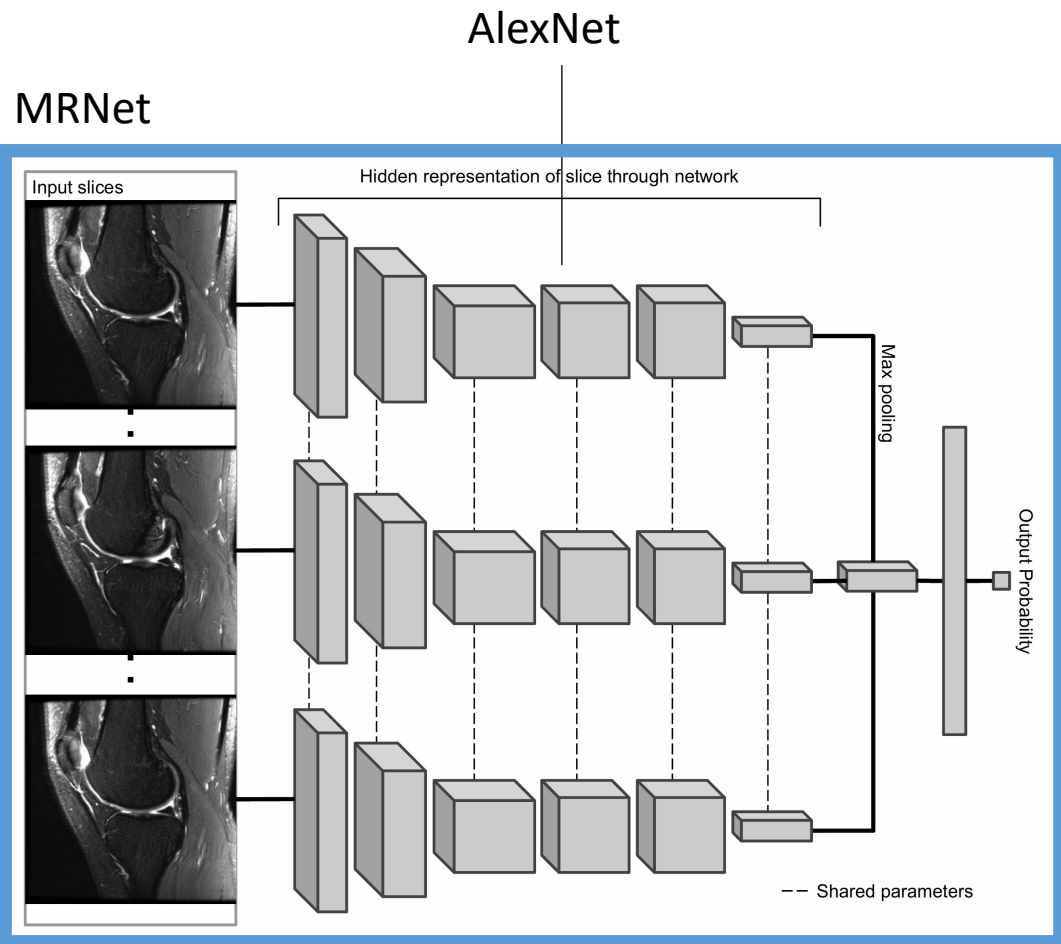 AlexNet
MRNet
Input slices
Hidden representation of slice through network
Max pooling
Output Probability
Shared parameters